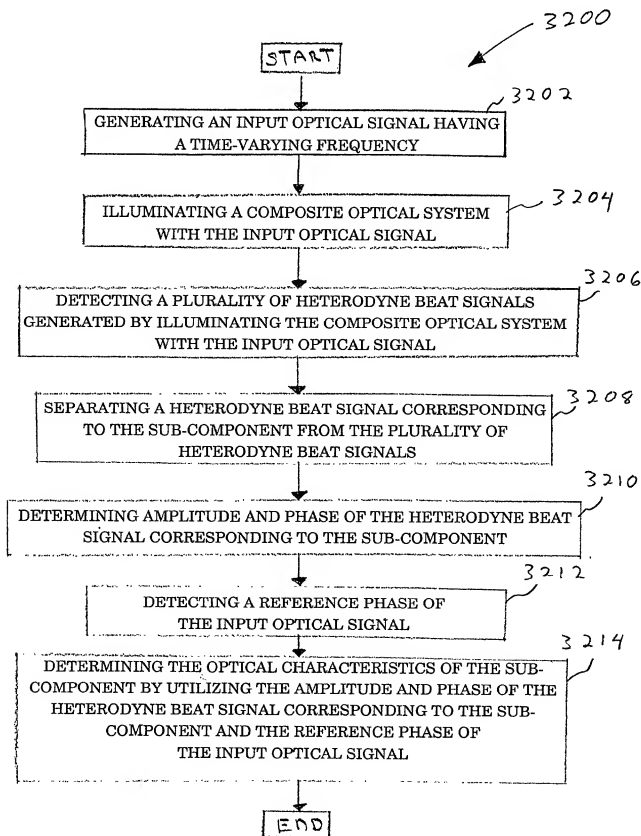 3200
START
3202
GENERATING AN INPUT OPTICAL SIGNAL HAVING
A TIME-VARYING FREQUENCY
3204
ILLUMINATING A COMPOSITE OPTICAL SYSTEM
WITH THE INPUT OPTICAL SIGNAL
3206
DETECTING A PLURALITY OF HETERODYNE BEAT SIGNALS
GENERATED BY ILLUMINATING THE COMPOSITE OPTICAL SYSTEM
WITH THE INPUT OPTICAL SIGNAL
3208
SEPARATING A HETERODYNE BEAT SIGNAL CORRESPONDING
TO THE SUB-COMPONENT FROM THE PLURALITY OF
HETERODYNE BEAT SIGNALS
3210
DETERMINING AMPLITUDE AND PHASE OF THE HETERODYNE BEAT
SIGNAL CORRESPONDING TO THE SUB-COMPONENT
3212
DETECTING A REFERENCE PHASE OF
THE INPUT OPTICAL SIGNAL
3214
DETERMINING THE OPTICAL CHARACTERISTICS OF THE SUB-
COMPONENT BY UTILIZING THE AMPLITUDE AND PHASE OF THE
HETERODYNE BEAT SIGNAL CORRESPONDING TO THE SUB-
COMPONENT AND THE REFERENCE PHASE OF
THE INPUT OPTICAL SIGNAL
END